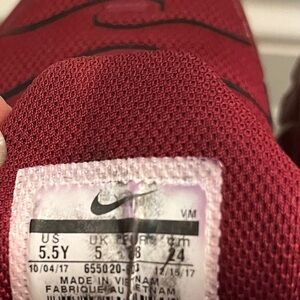 VM
US UK EUR cm
5.5Y 5 38 24
10/04/17 12/15/17
MADE IN VIETNAM
FABRIQUE AU VIETNAM